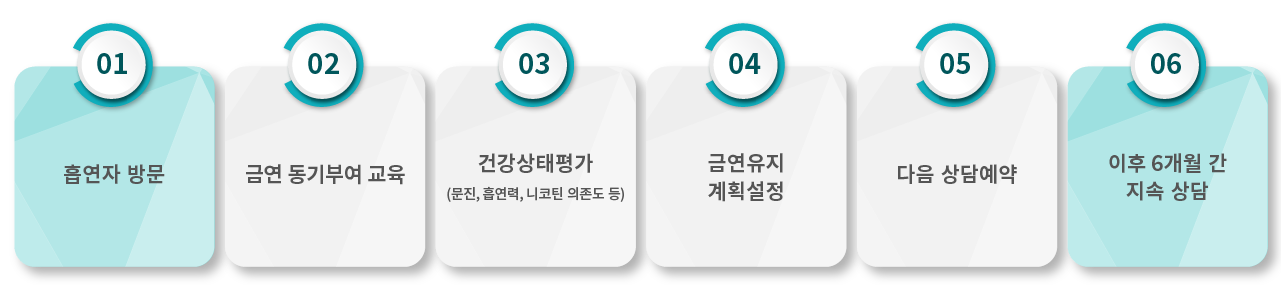 01
흡연자 방문
02
금연 동기부여 교육
03
건강상태평가
(문진, 흡연력, 니코틴 의존도 등)
04
금연유지
계획설정
05
다음 상담예약
06
이후 6개월 간
지속 상담